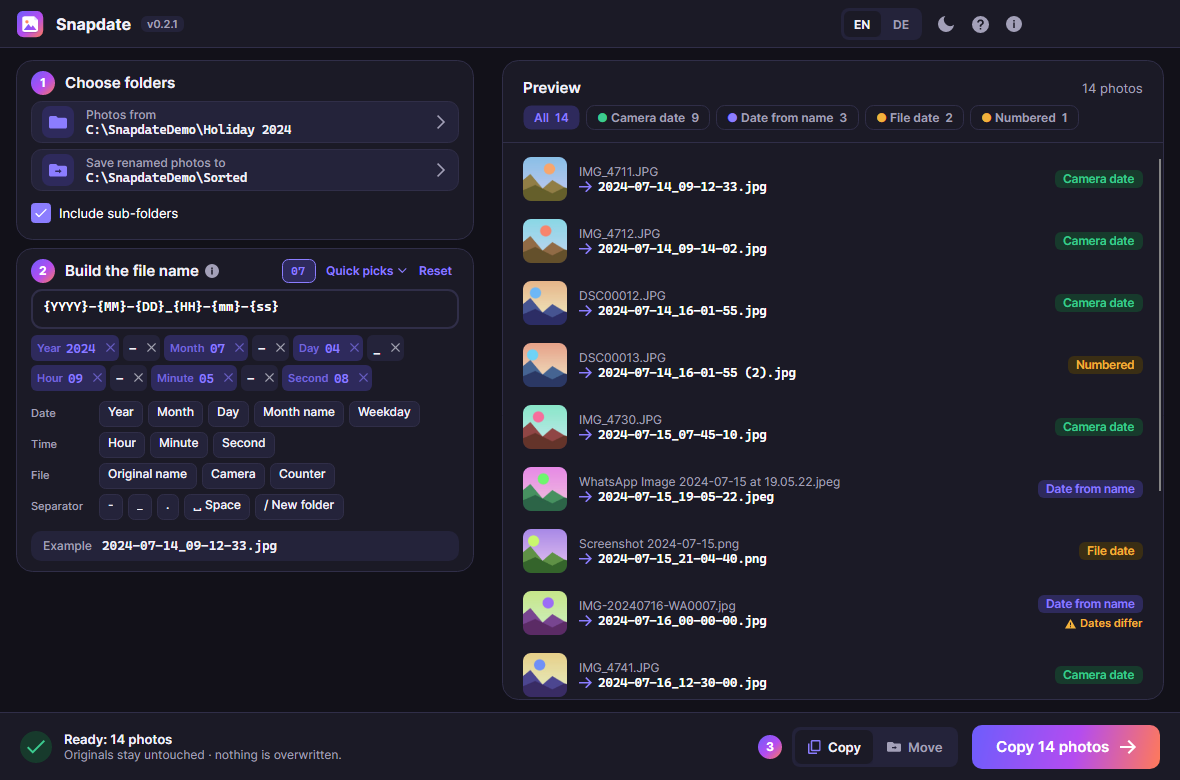 Snapdate v0.2.1
EN DE
1 Choose folders
Photos from
C:\SnapdateDemo\Holiday 2024
Save renamed photos to
C:\SnapdateDemo\Sorted
Include sub-folders
2 Build the file name 07 Quick picks Reset
{YYYY}-{MM}-{DD}_{HH}-{mm}-{ss}
Year 2024 × - × Month 07 × - × Day 04 × _ ×
Hour 09 × - × Minute 05 × - × Second 08 ×
Date Year Month Day Month name Weekday
Time Hour Minute Second
File Original name Camera Counter
Separator - _ . ␣ Space / New folder
Example 2024-07-14_09-12-33.jpg
Preview 14 photos
All 14 Camera date 9 Date from name 3 File date 2 Numbered 1
IMG_4711.JPG
→ 2024-07-14_09-12-33.jpg
Camera date
IMG_4712.JPG
→ 2024-07-14_09-14-02.jpg
Camera date
DSC00012.JPG
→ 2024-07-14_16-01-55.jpg
Camera date
DSC00013.JPG
→ 2024-07-14_16-01-55 (2).jpg
Numbered
IMG_4730.JPG
→ 2024-07-15_07-45-10.jpg
Camera date
WhatsApp Image 2024-07-15 at 19.05.22.jpeg
→ 2024-07-15_19-05-22.jpeg
Date from name
Screenshot 2024-07-15.png
→ 2024-07-15_21-04-40.png
File date
IMG-20240716-WA0007.jpg
→ 2024-07-16_00-00-00.jpg
Date from name
Dates differ
IMG_4741.JPG
→ 2024-07-16_12-30-00.jpg
Camera date
Ready: 14 photos
Originals stay untouched · nothing is overwritten.
3 Copy Move
Copy 14 photos →